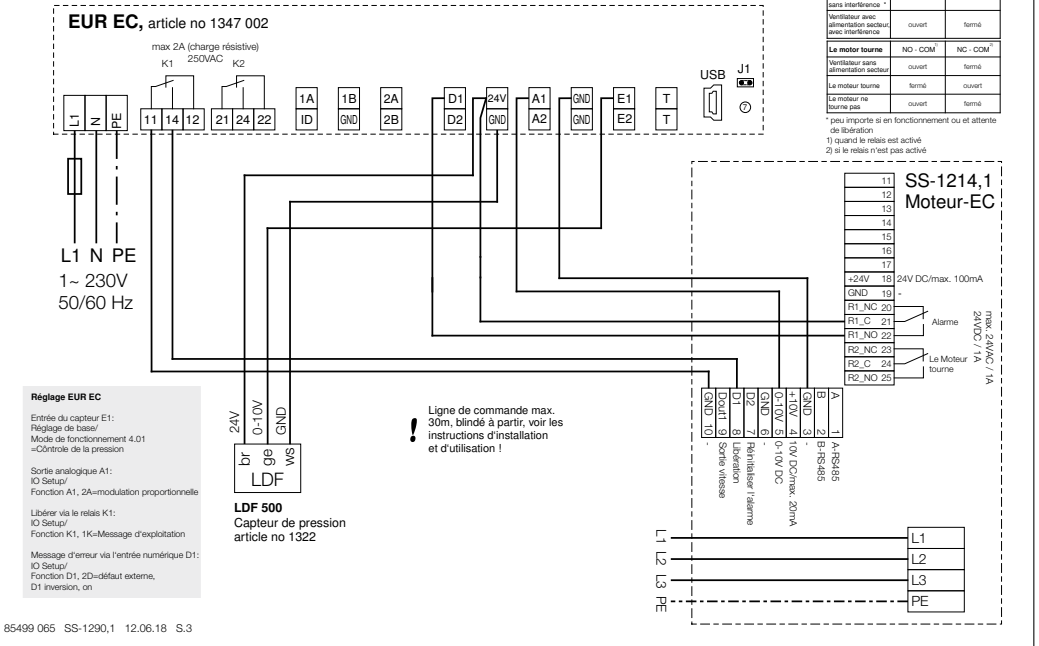 EUR EC, article no 1347 002
max 2A (charge résistive)
250VAC
K1 K2
L1 N PE
11 14 12
21 24 22
1A
ID
1B
GND
2A
2B
D1
D2
24V
GND
A1
A2
GND
GND
E1
E2
T
T
USB
J1
7
sans interférence *
Ventilateur avec
alimentation secteur,
avec interférence
ouvert fermé
Le motor tourne NO - COM 1) NC - COM 2)
Ventilateur sans
alimentation secteur
ouvert fermé
Le moteur tourne fermé ouvert
Le moteur ne
tourne pas
ouvert fermé
* peu importe si en fonctionnement ou et attente
de libération
1) quand le relais est activé
2) si le relais n'est pas activé
L1 N PE
1~ 230V
50/60 Hz
SS-1214,1
Moteur-EC
11
12
13
14
15
16
17
+24V 18 24V DC/max. 100mA
GND 19 -
R1_NC 20
R1_C 21
R1_NO 22
R2_NC 23
R2_C 24
R2_NO 25
Alarme
Le Moteur
tourne
max. 24VAC / 1A
24VDC / 1A
A 1 A-RS485
B 2 B-RS485
GND 3 -
+10V 4 10V DC/max. 20mA
0-10V 5 0-10V DC
GND 6 -
D2 7 Réinitialiser l'alarme
D1 8 Libération
Dout1 9 Sortie vitesse
GND 10 -
Réglage EUR EC
Entrée du capteur E1:
Réglage de base/
Mode de fonctionnement 4.01
=Côntrole de la pression
Sortie analogique A1:
IO Setup/
Fonction A1, 2A=modulation proportionnelle
Libérer via le relais K1:
IO Setup/
Fonction K1, 1K=Message d'exploitation
Message d'erreur via l'entrée numérique D1:
IO Setup/
Fonction D1, 2D=défaut externe,
D1 inversion, on
24V
0-10V
GND
br
ge
ws
LDF
LDF 500
Capteur de pression
article no 1322
! Ligne de commande max.
30m, blindé à partir, voir les
instructions d'installation
et d'utilisation !
L1 L1
L2 L2
L3 L3
PE PE
85499 065 SS-1290,1 12.06.18 S.3